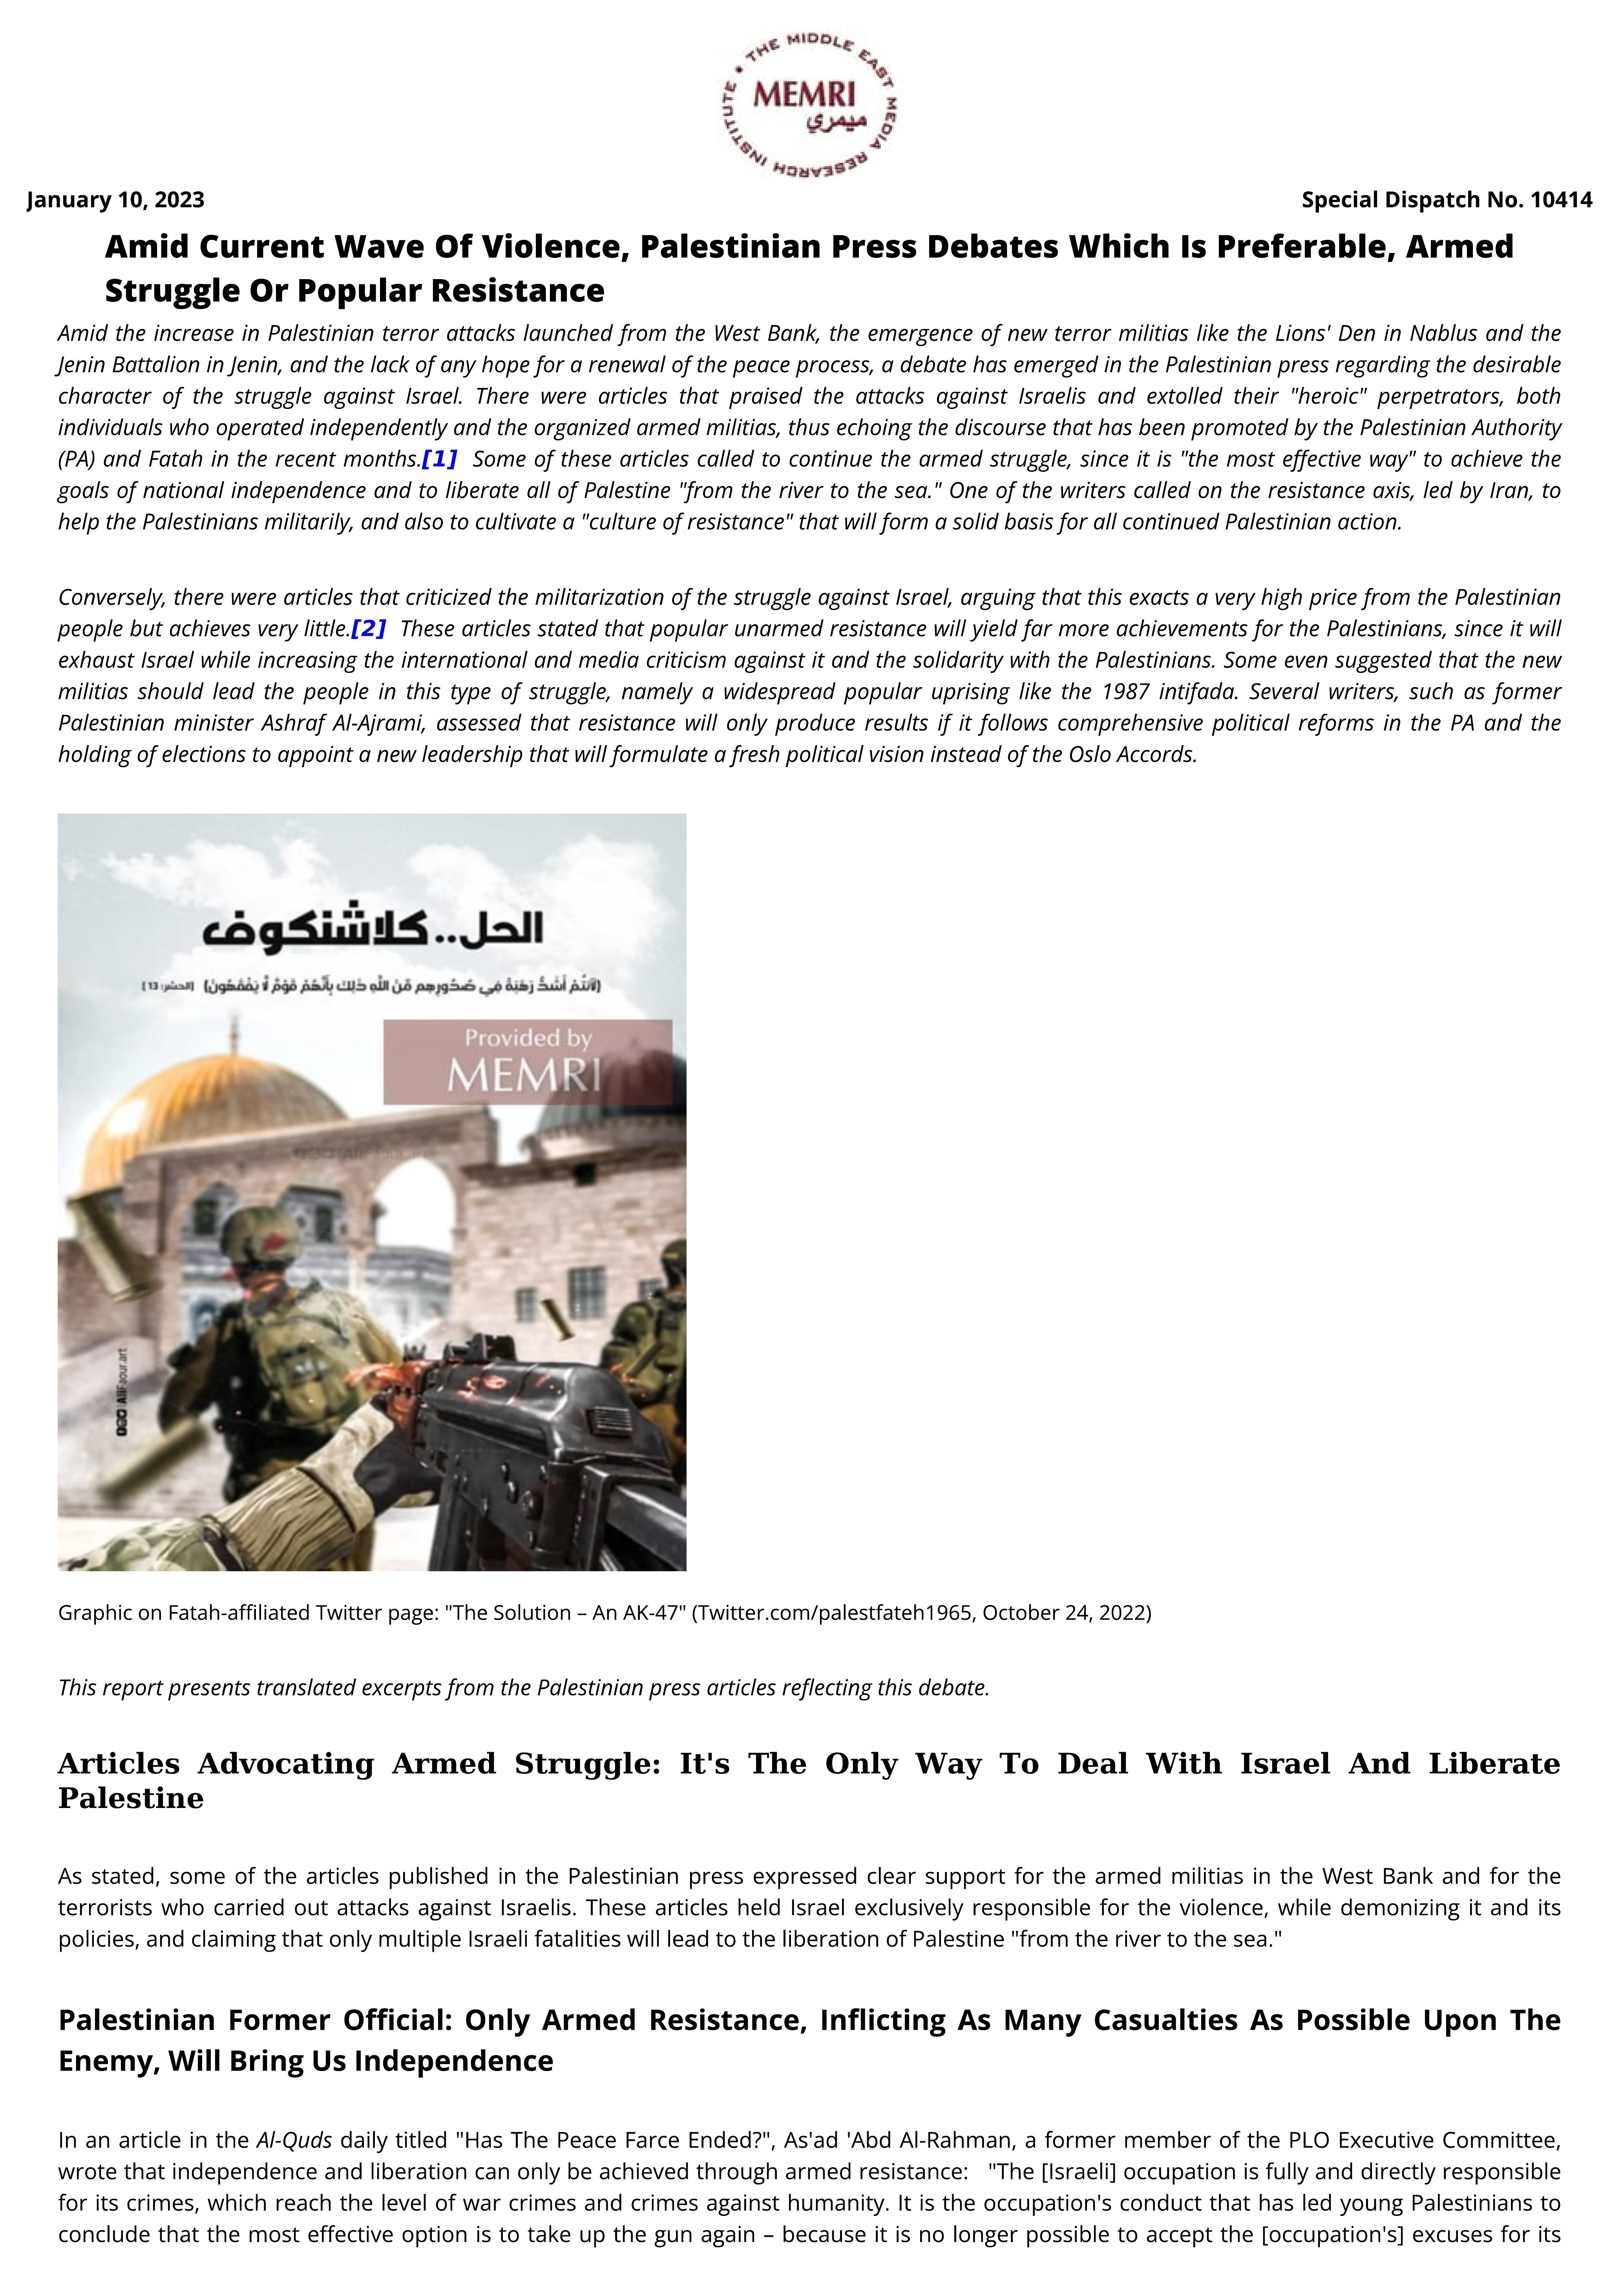 THE MIDDLE EAST MEDIA RESEARCH INSTITUTE
MEMRI
ميمري
January 10, 2023
Special Dispatch No. 10414
Amid Current Wave Of Violence, Palestinian Press Debates Which Is Preferable, Armed
Struggle Or Popular Resistance
Amid the increase in Palestinian terror attacks launched from the West Bank, the emergence of new terror militias like the Lions' Den in Nablus and the
Jenin Battalion in Jenin, and the lack of any hope for a renewal of the peace process, a debate has emerged in the Palestinian press regarding the desirable
character of the struggle against Israel. There were articles that praised the attacks against Israelis and extolled their "heroic" perpetrators, both
individuals who operated independently and the organized armed militias, thus echoing the discourse that has been promoted by the Palestinian Authority
(PA) and Fatah in the recent months.[1] Some of these articles called to continue the armed struggle, since it is "the most effective way" to achieve the
goals of national independence and to liberate all of Palestine "from the river to the sea." One of the writers called on the resistance axis, led by Iran, to
help the Palestinians militarily, and also to cultivate a "culture of resistance" that will form a solid basis for all continued Palestinian action.
Conversely, there were articles that criticized the militarization of the struggle against Israel, arguing that this exacts a very high price from the Palestinian
people but achieves very little.[2] These articles stated that popular unarmed resistance will yield far more achievements for the Palestinians, since it will
exhaust Israel while increasing the international and media criticism against it and the solidarity with the Palestinians. Some even suggested that the new
militias should lead the people in this type of struggle, namely a widespread popular uprising like the 1987 intifada. Several writers, such as former
Palestinian minister Ashraf Al-Ajrami, assessed that resistance will only produce results if it follows comprehensive political reforms in the PA and the
holding of elections to appoint a new leadership that will formulate a fresh political vision instead of the Oslo Accords.
الحل..كلاشنكوف
(لَأَنتُمْ أَشَدُّ رَهْبَةً فِي صُدُورِهِم مِّنَ اللَّهِ ذَٰلِكَ بِأَنَّهُمْ قَوْمٌ لَّا يَفْقَهُونَ) [الحشر: 13]
Provided by
MEMRI
AliFaour.art
Graphic on Fatah-affiliated Twitter page: "The Solution – An AK-47" (Twitter.com/palestfateh1965, October 24, 2022)
This report presents translated excerpts from the Palestinian press articles reflecting this debate.
Articles Advocating Armed Struggle: It's The Only Way To Deal With Israel And Liberate
Palestine
As stated, some of the articles published in the Palestinian press expressed clear support for the armed militias in the West Bank and for the
terrorists who carried out attacks against Israelis. These articles held Israel exclusively responsible for the violence, while demonizing it and its
policies, and claiming that only multiple Israeli fatalities will lead to the liberation of Palestine "from the river to the sea."
Palestinian Former Official: Only Armed Resistance, Inflicting As Many Casualties As Possible Upon The
Enemy, Will Bring Us Independence
In an article in the Al-Quds daily titled "Has The Peace Farce Ended?", As'ad 'Abd Al-Rahman, a former member of the PLO Executive Committee,
wrote that independence and liberation can only be achieved through armed resistance: "The [Israeli] occupation is fully and directly responsible
for its crimes, which reach the level of war crimes and crimes against humanity. It is the occupation's conduct that has led young Palestinians to
conclude that the most effective option is to take up the gun again – because it is no longer possible to accept the [occupation's] excuses for its